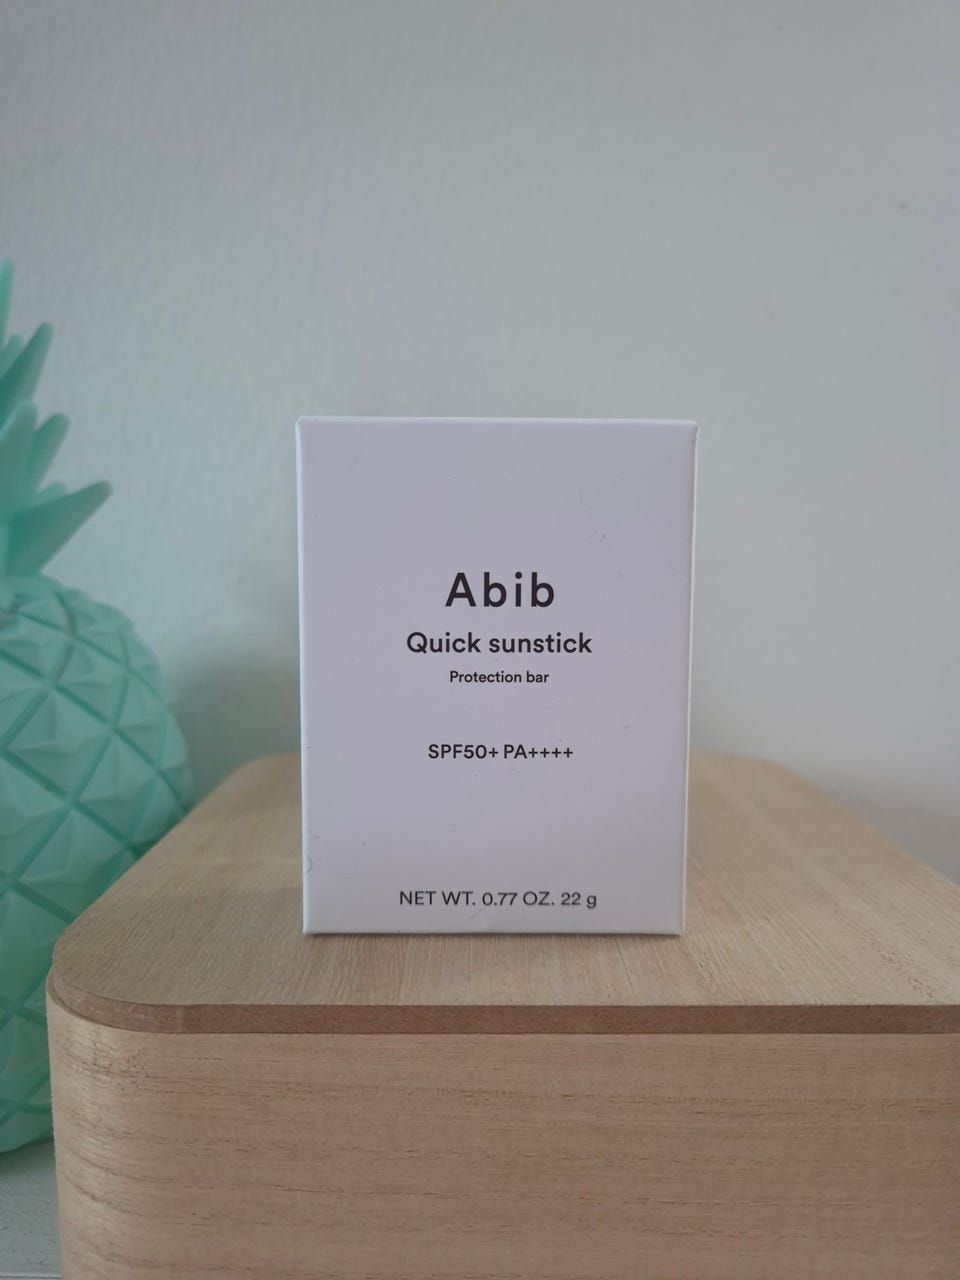 Abib
Quick sunstick
Protection bar
SPF50+ PA++++
NET WT. 0.77 OZ. 22 g